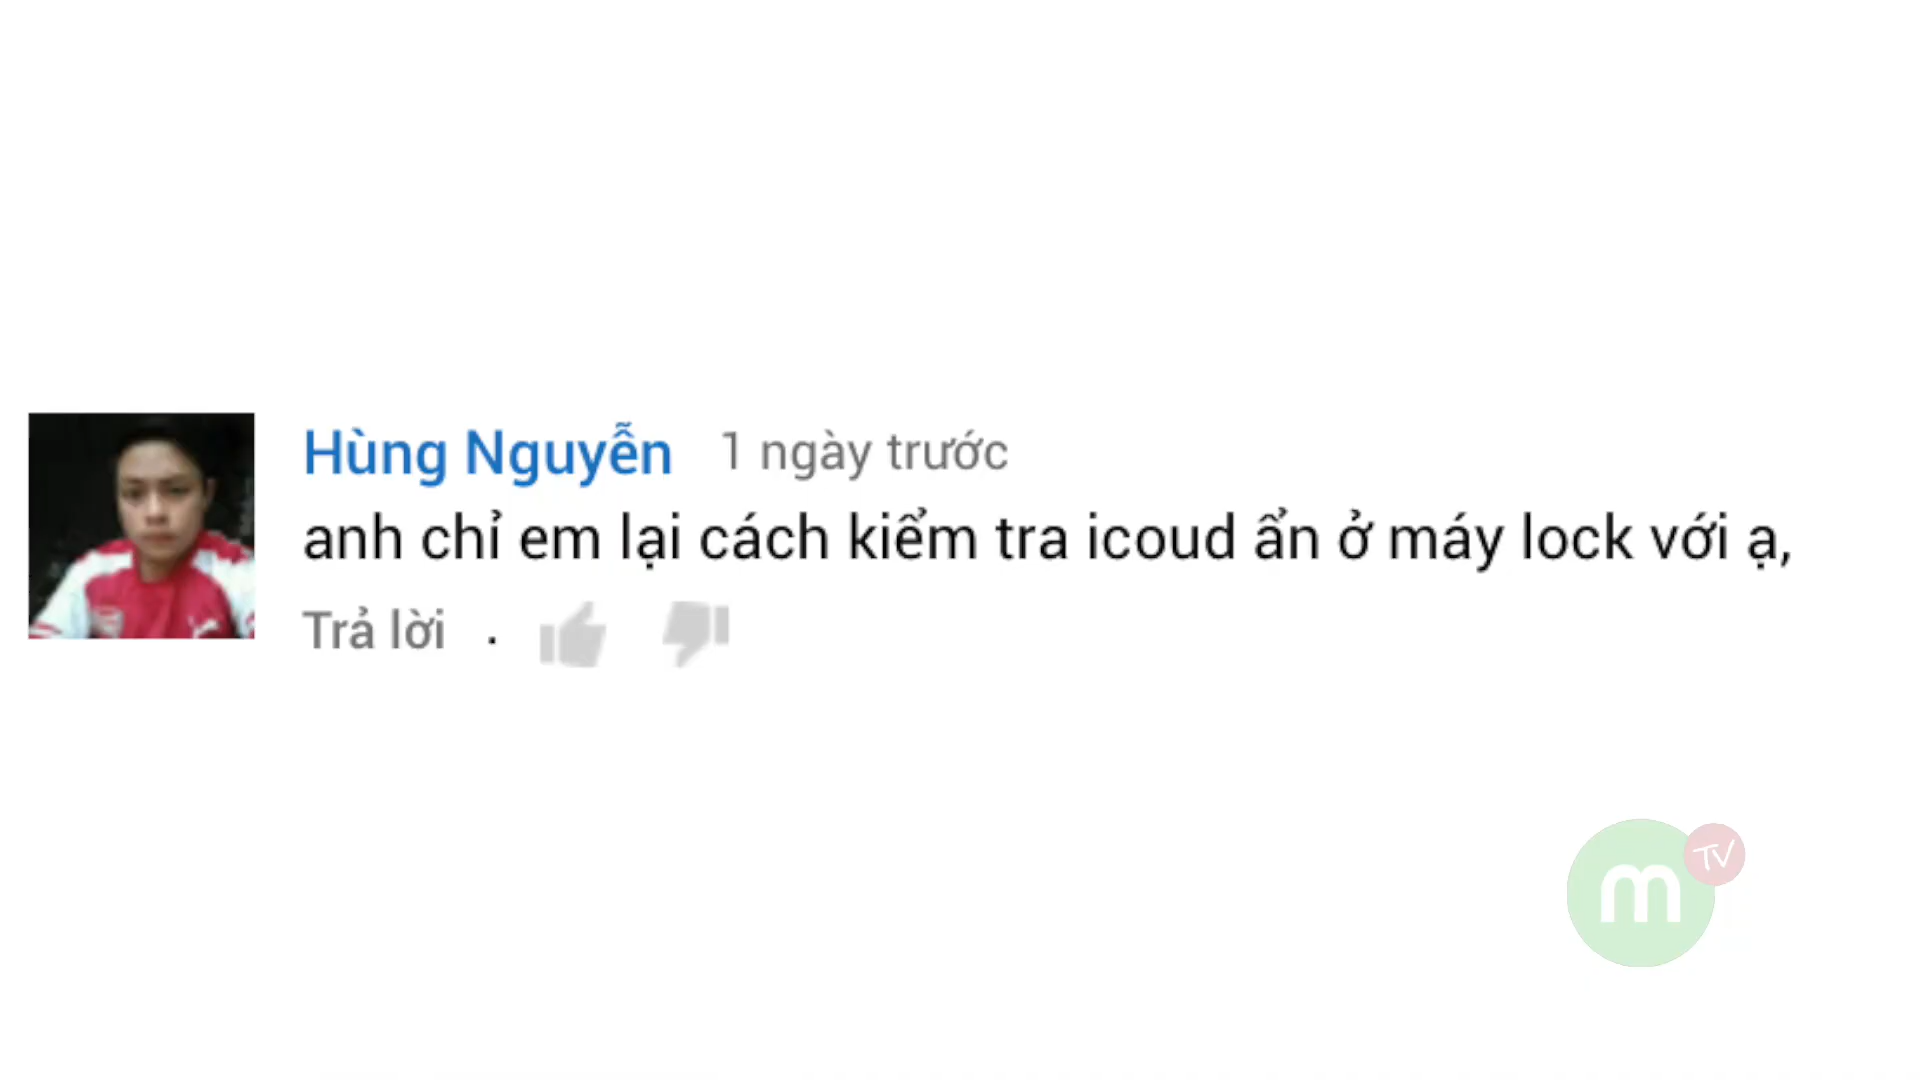 Hùng Nguyễn 1 ngày trước
anh chỉ em lại cách kiểm tra icoud ẩn ở máy lock với ạ,
Trả lời .
m TV